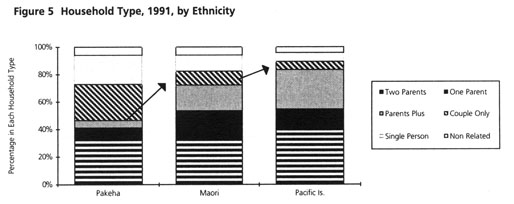 Figure 5 Household Type, 1991, by Ethnicity
Percentage in Each Household Type
100%
80%
60%
40%
20%
0%
Pakeha Maori Pacific Is.
Two Parents One Parent
Parents Plus Couple Only
Single Person Non Related